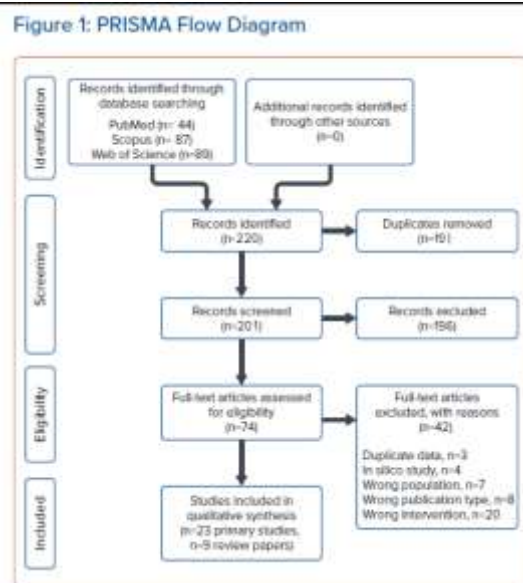 Figure 1: PRISMA Flow Diagram
Identification
Records identified through
database searching
PubMed (n= 44)
Scopus (n= 87)
Web of Science (n=89)
Additional records identified
through other sources
(n=0)
Screening
Records identified
(n=220)
Duplicates removed
(n=19)
Records screened
(n=201)
Records excluded
Eligibility
Full-text articles assessed
for eligibility
(n=74)
Full-text articles
excluded, with reasons
(n=42)
Duplicate data, n=3
In silico study, n=4
Wrong population, n=7
Wrong publication type, n=8
Wrong intervention, n=20
Included
Studies included in
qualitative synthesis
(n=23 primary studies,
n=9 review papers)